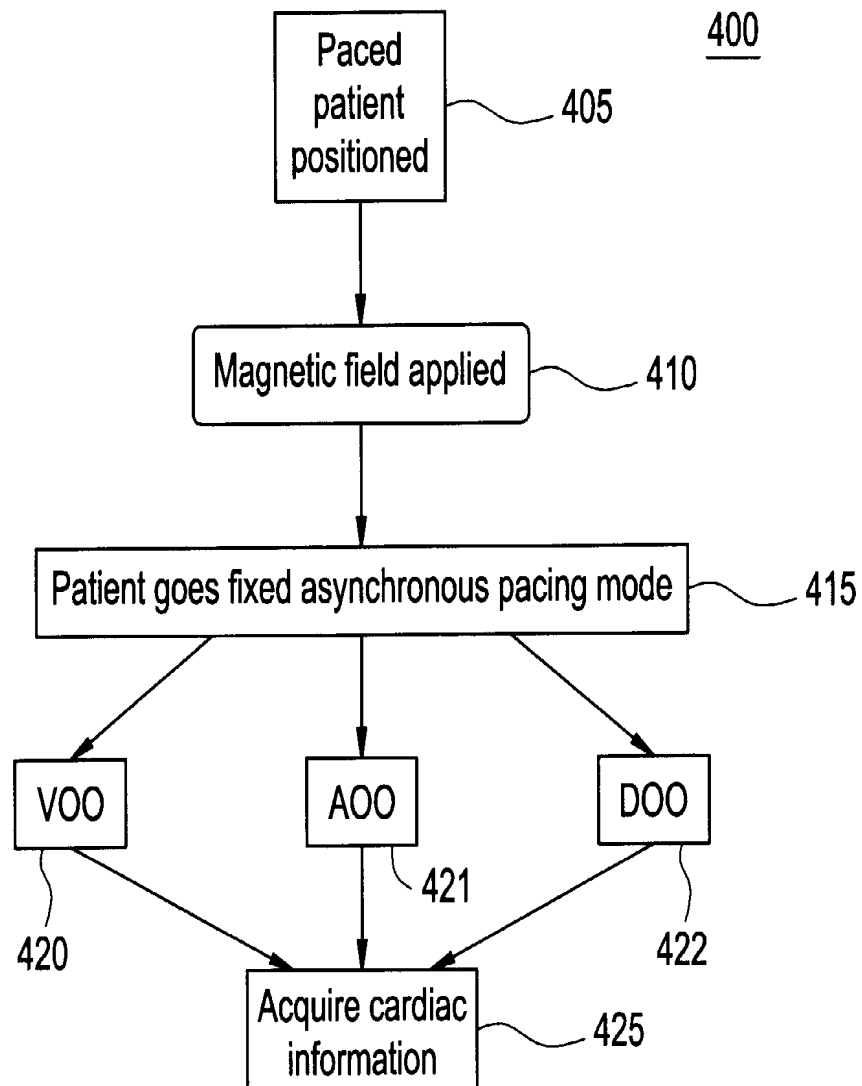 400
Paced
patient
positioned
405
Magnetic field applied
410
Patient goes fixed asynchronous pacing mode
415
VOO
AOO
DOO
420
421
422
Acquire cardiac
information
425